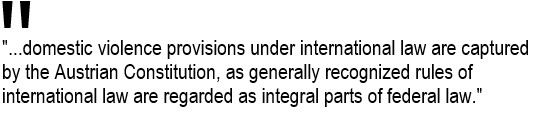 "
"...domestic violence provisions under international law are captured
by the Austrian Constitution, as generally recognized rules of
international law are regarded as integral parts of federal law."